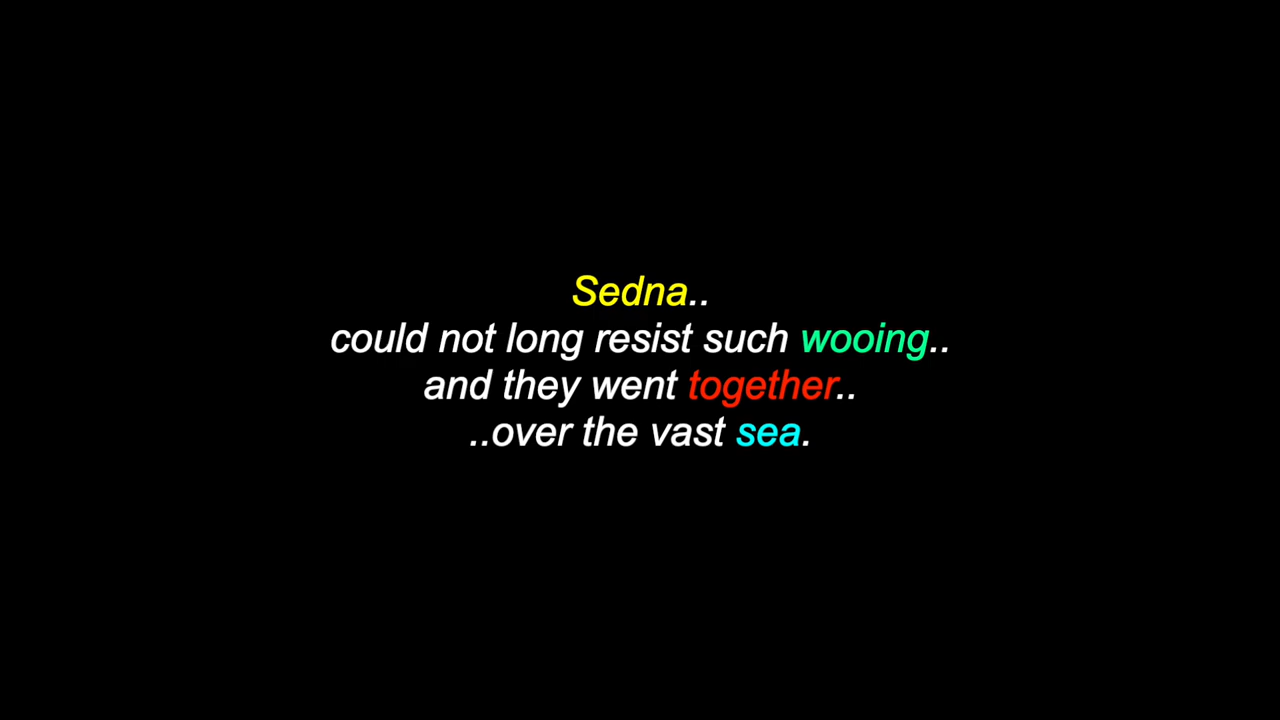 Sedna..
could not long resist such wooing..
and they went together..
..over the vast sea.